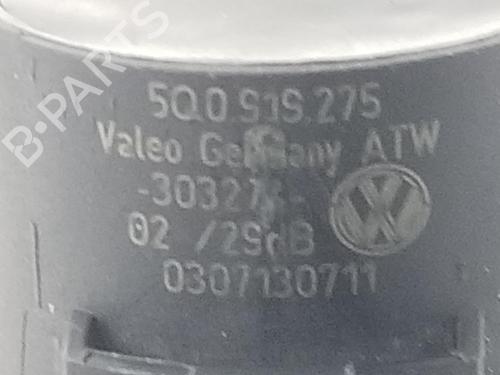 B-PARTS
5Q0.919.275
Valeo Germany ATW
02 /29dB
0307130711